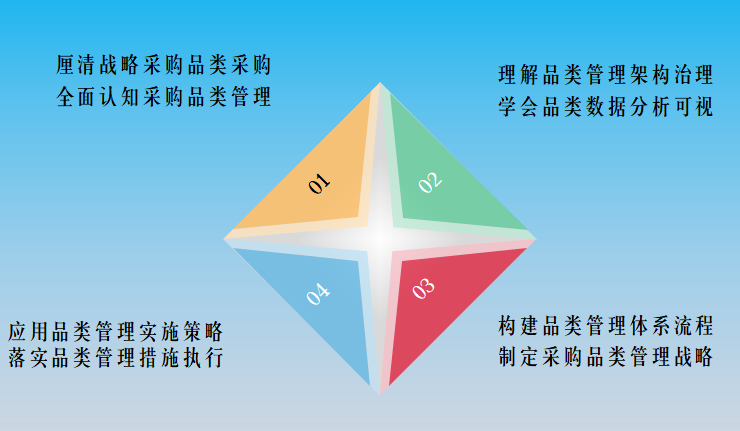 厘清战略采购品类采购
全面认知采购品类管理
01
理解品类管理架构治理
学会品类数据分析可视
02
构建品类管理体系流程
制定采购品类管理战略
03
应用品类管理实施策略
落实品类管理措施执行
04